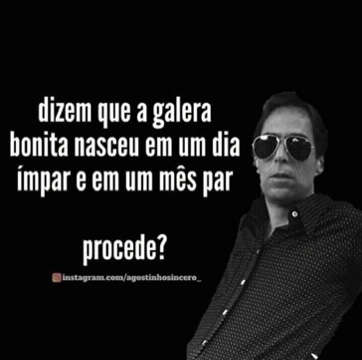 dizem que a galera
bonita nasceu em um dia
ímpar e em um mês par
procede?
instagram.com/agostinhosincero_